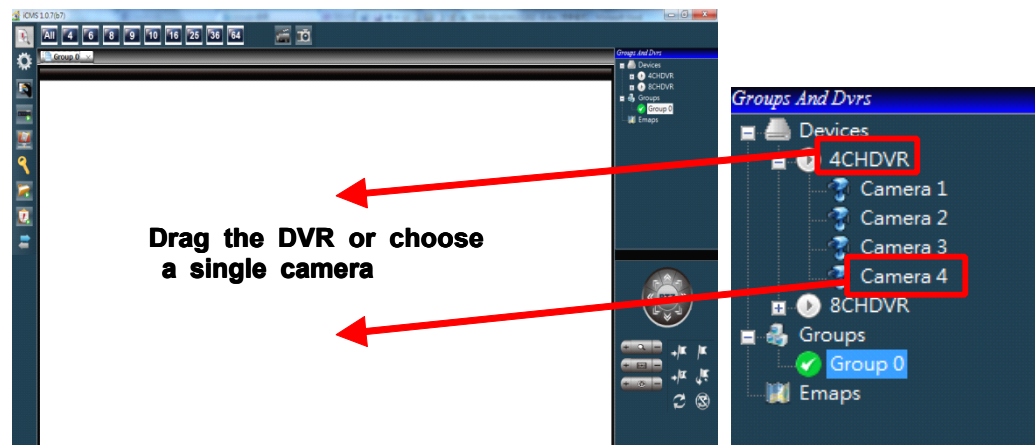 iCMS 1.0.7(b7)
All 4 6 8 9 10 16 25 36 64
Group 0
Groups And Dvrs
Devices
4CHDVR
8CHDVR
Groups
Group 0
Emaps
Drag the DVR or choose
a single camera
Groups And Dvrs
Devices
4CHDVR
Camera 1
Camera 2
Camera 3
Camera 4
8CHDVR
Groups
Group 0
Emaps